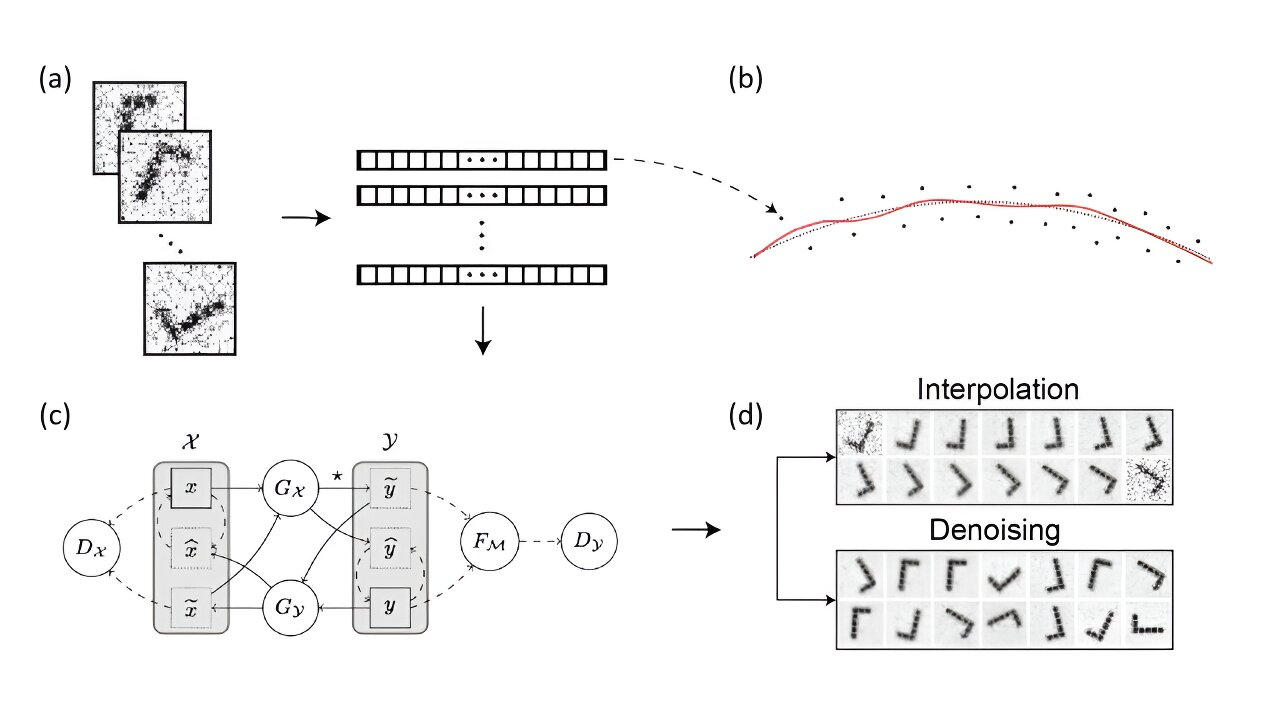 (a)
(b)
(c)
𝒳
𝒴
x
G𝒳
⋆
ỹ
D𝒳
x̂
ŷ
Fℳ
D𝒴
x̃
G𝒴
y
(d)
Interpolation
Denoising